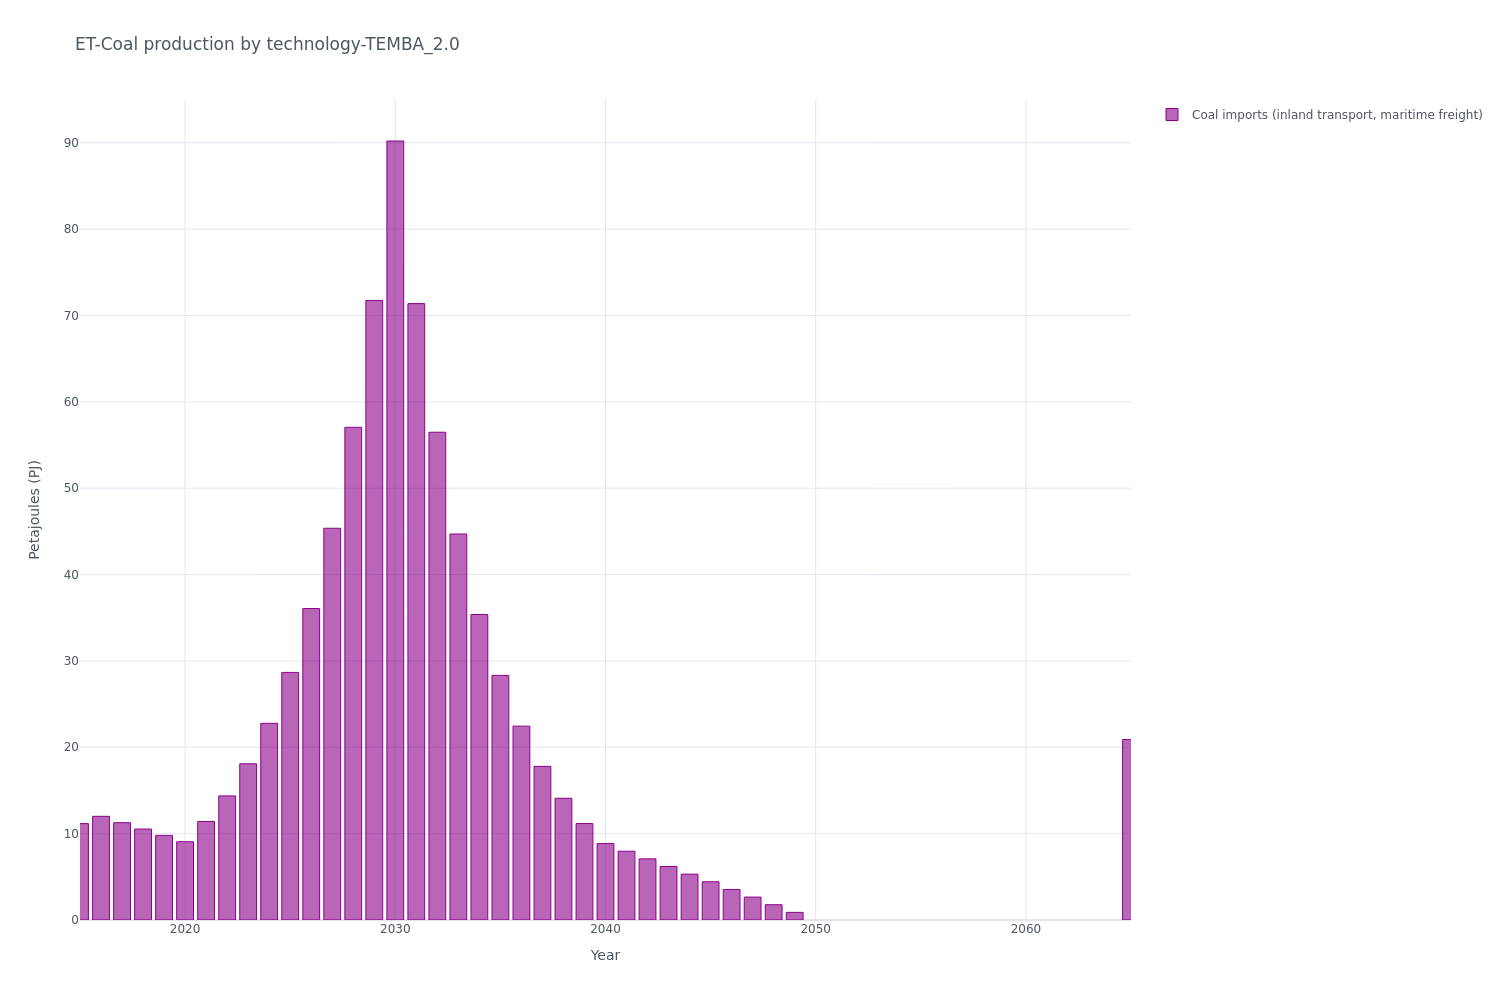 ET-Coal production by technology-TEMBA_2.0
Coal imports (inland transport, maritime freight)
90
80
70
60
50
40
30
20
10
0
Petajoules (PJ)
2020 2030 2040 2050 2060
Year